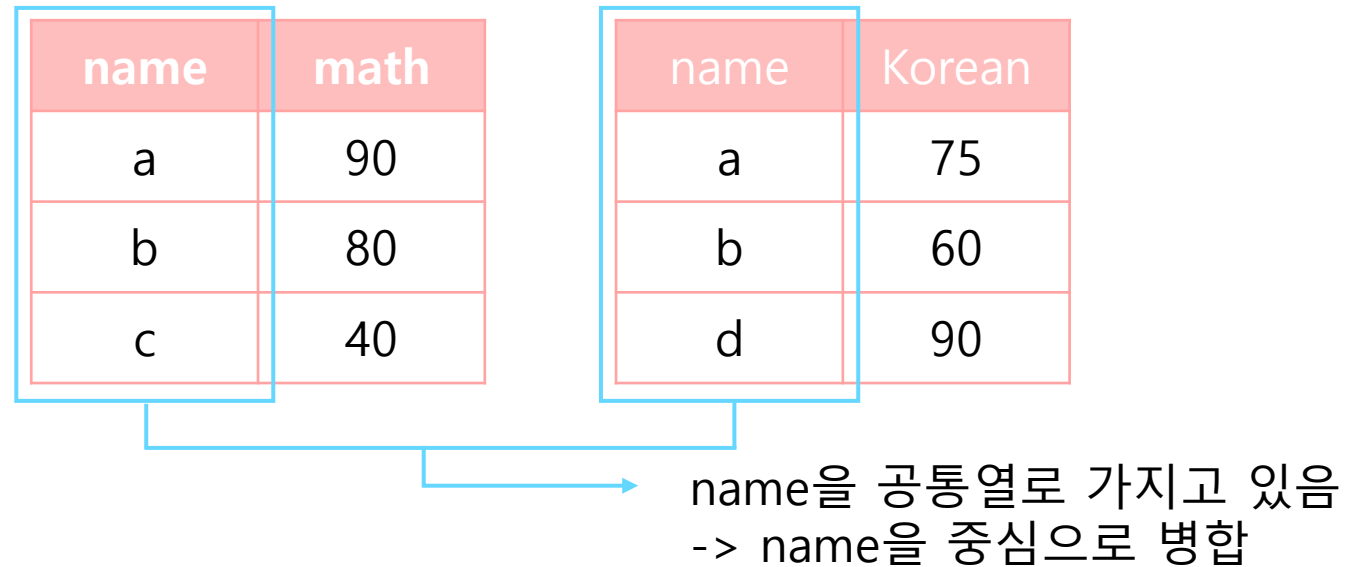 name math name Korean
a 90 a 75
b 80 b 60
c 40 d 90
name을 공통열로 가지고 있음
-> name을 중심으로 병합